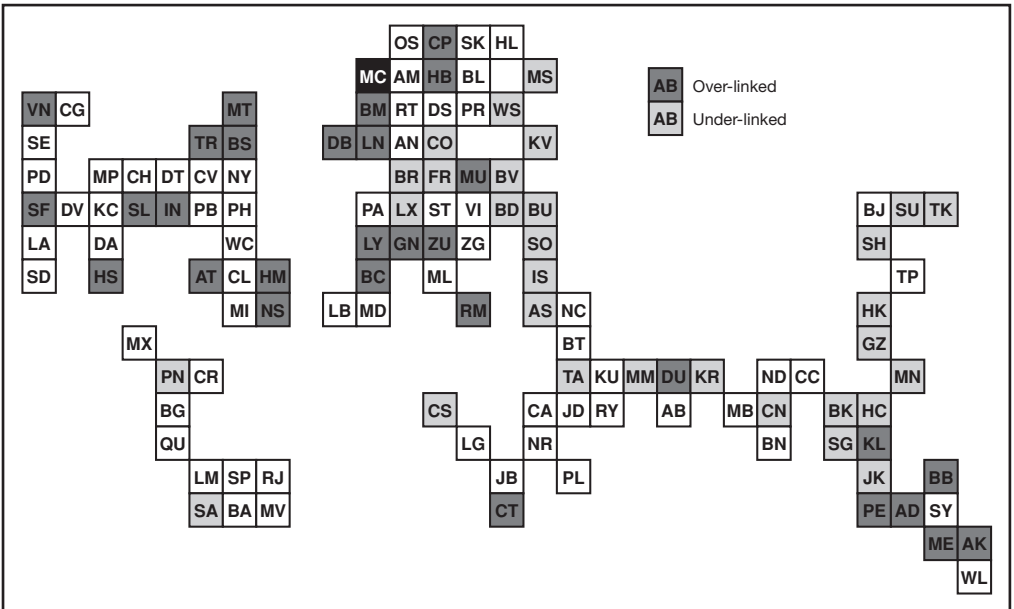 OS CP SK HL
MC AM HB BL MS
AB Over-linked
VN CG MT BM RT DS PR WS
AB Under-linked
SE TR BS DB LN AN CO KV
PD MP CH DT CV NY BR FR MU BV
SF DV KC SL IN PB PH PA LX ST VI BD BU BJ SU TK
LA DA WC LY GN ZU ZG SO SH
SD HS AT CL HM BC ML IS TP
MI NS LB MD RM AS NC HK
MX BT GZ
PN CR TA KU MM DU KR ND CC MN
BG CS CA JD RY AB MB CN BK HC
QU LG NR BN SG KL
LM SP RJ JB PL JK BB
SA BA MV CT PE AD SY
ME AK
WL